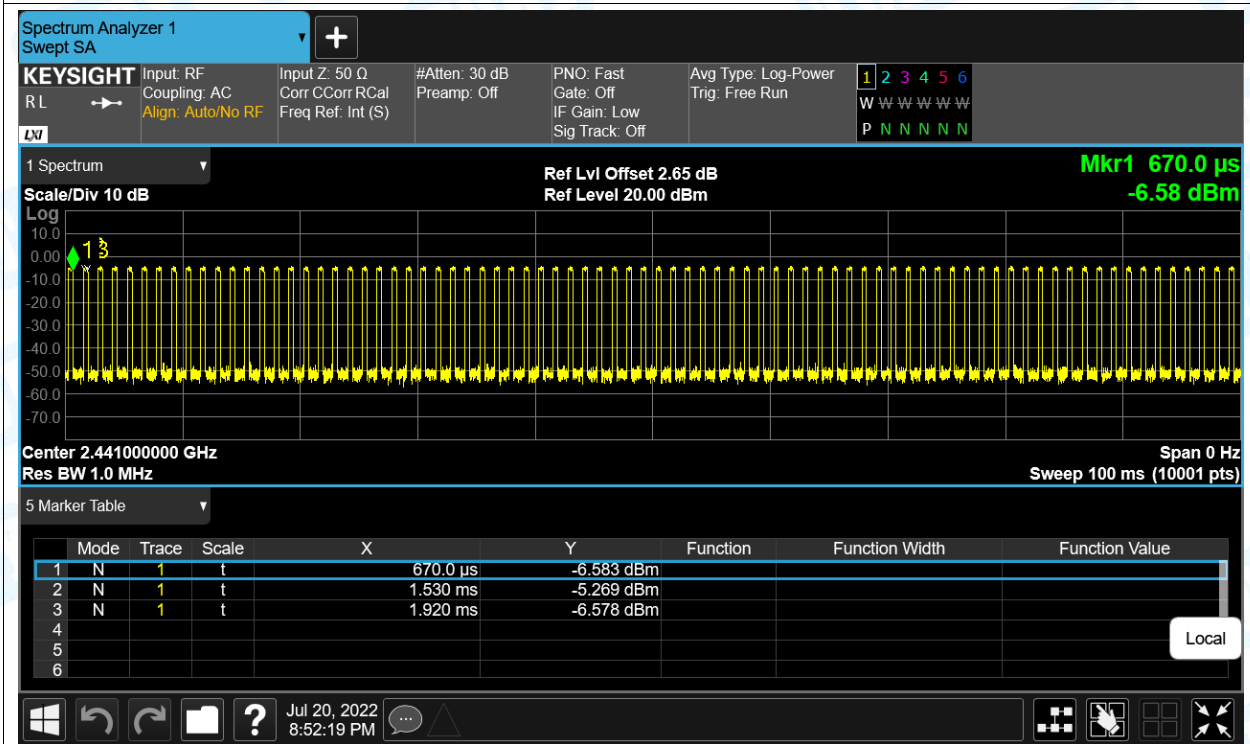 Spectrum Analyzer 1
Swept SA
KEYSIGHT
RL
LXI
Input: RF
Coupling: AC
Align: Auto/No RF
Input Z: 50 Ω
Corr CCorr RCal
Freq Ref: Int (S)
#Atten: 30 dB
Preamp: Off
PNO: Fast
Gate: Off
IF Gain: Low
Sig Track: Off
Avg Type: Log-Power
Trig: Free Run
1 2 3 4 5 6
W W W W W W
P N N N N N
1 Spectrum
Scale/Div 10 dB
Ref Lvl Offset 2.65 dB
Ref Level 20.00 dBm
Mkr1 670.0 µs
-6.58 dBm
Log
10.0
0.00
-10.0
-20.0
-30.0
-40.0
-50.0
-60.0
-70.0
1 3
Center 2.441000000 GHz
Res BW 1.0 MHz
Span 0 Hz
Sweep 100 ms (10001 pts)
5 Marker Table
Mode Trace Scale X Y Function Function Width Function Value
1 N 1 t 670.0 µs -6.583 dBm
2 N 1 t 1.530 ms -5.269 dBm
3 N 1 t 1.920 ms -6.578 dBm
4
5
6
Local
?
Jul 20, 2022
8:52:19 PM